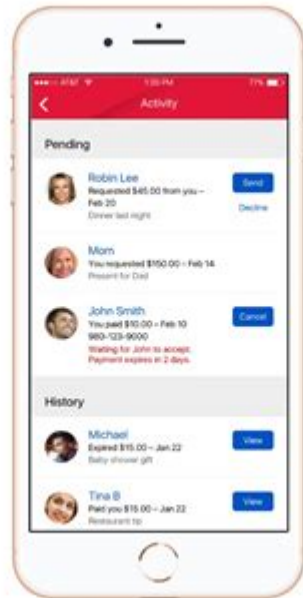 AT&T 1:00 PM 77%
Activity
Pending
Robin Lee
Requested $45.00 from you –
Feb 20
Dinner last night
Send
Decline
Mom
You requested $150.00 – Feb 14
Present for Dad
John Smith
You paid $10.00 – Feb 10
980-123-9000
Waiting for John to accept.
Payment expires in 2 days.
Cancel
History
Michael
Expired $15.00 – Jan 22
Baby shower gift
View
Tina B
Paid you $15.00 – Jan 22
Restaurant tip
View